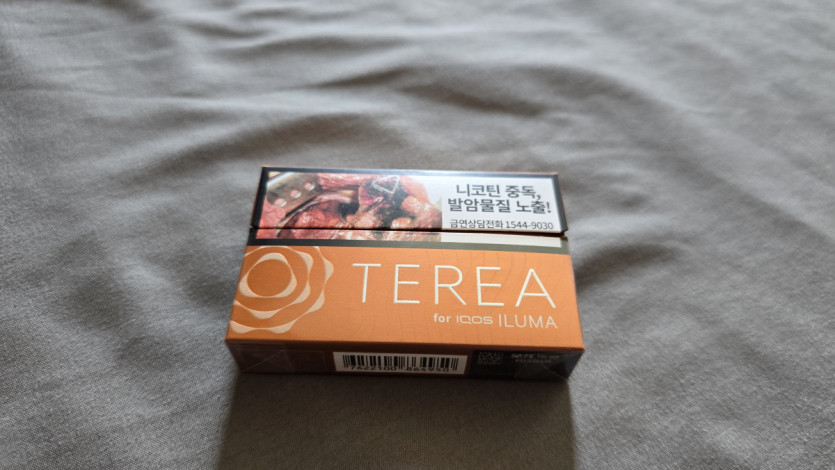 니코틴 중독,
발암물질 노출!
금연상담전화 1544-9030
TEREA
for IQOS ILUMA